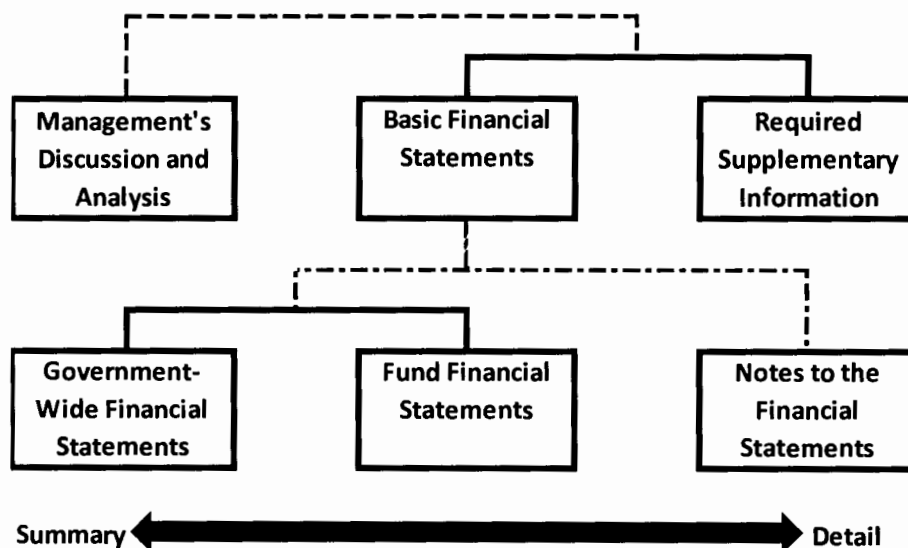 Management's
Discussion and
Analysis
Basic Financial
Statements
Required
Supplementary
Information
Government-
Wide Financial
Statements
Fund Financial
Statements
Notes to the
Financial
Statements
Summary
Detail